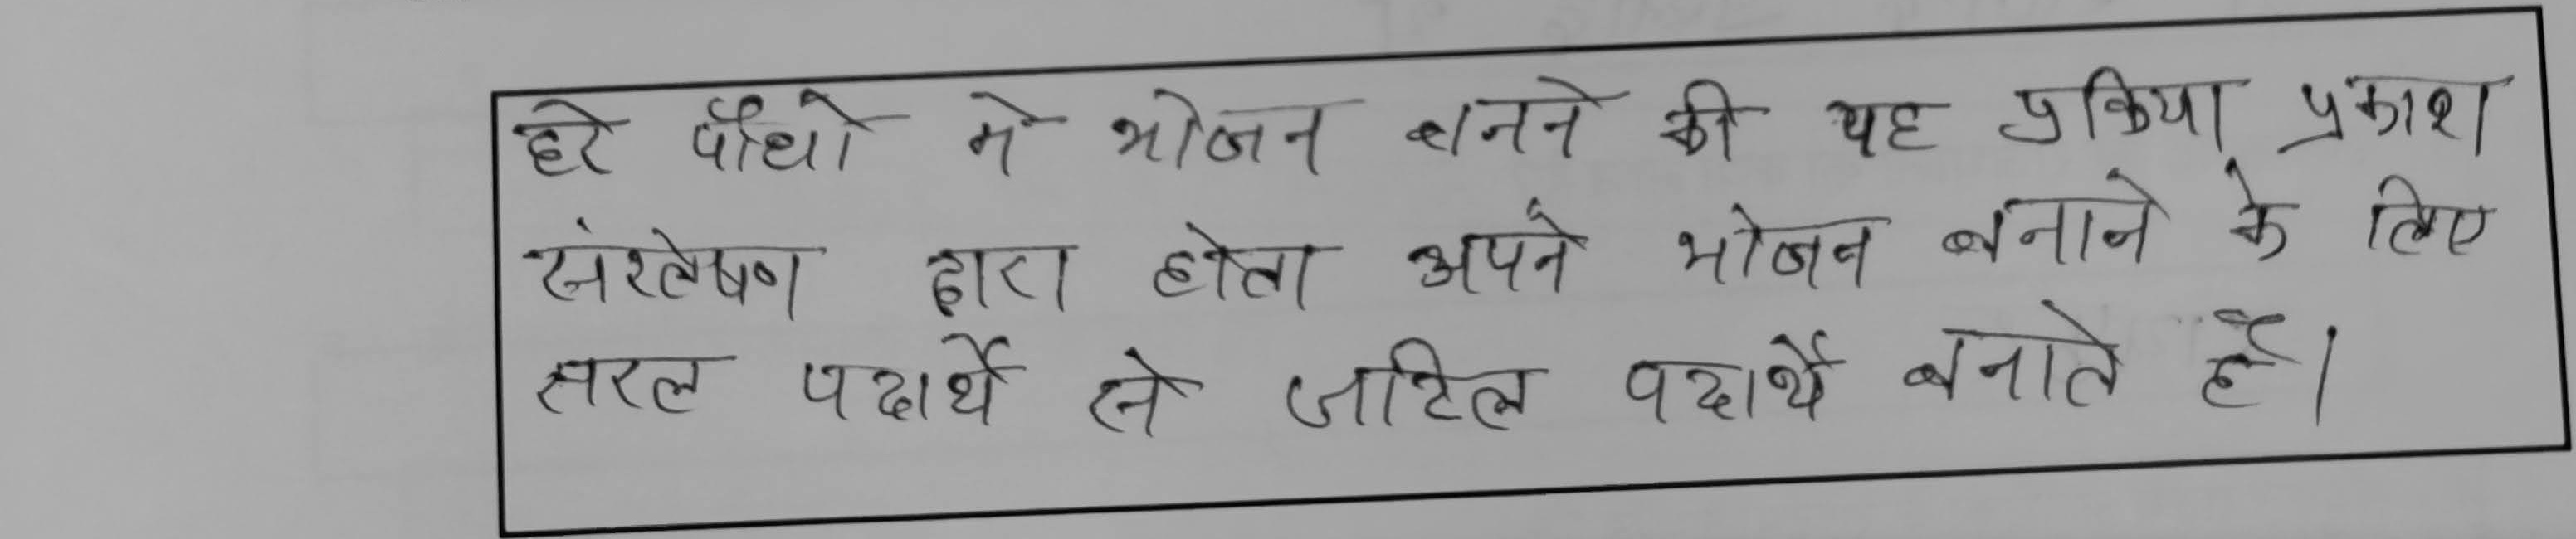 हरे पौधो मे भोजन बनने की यह प्रकिया प्रकाश
संश्लेषण द्वारा होता अपने भोजन बनाने के लिए
सरल पदार्थे से जटिल पदार्थे बनाते हैं।